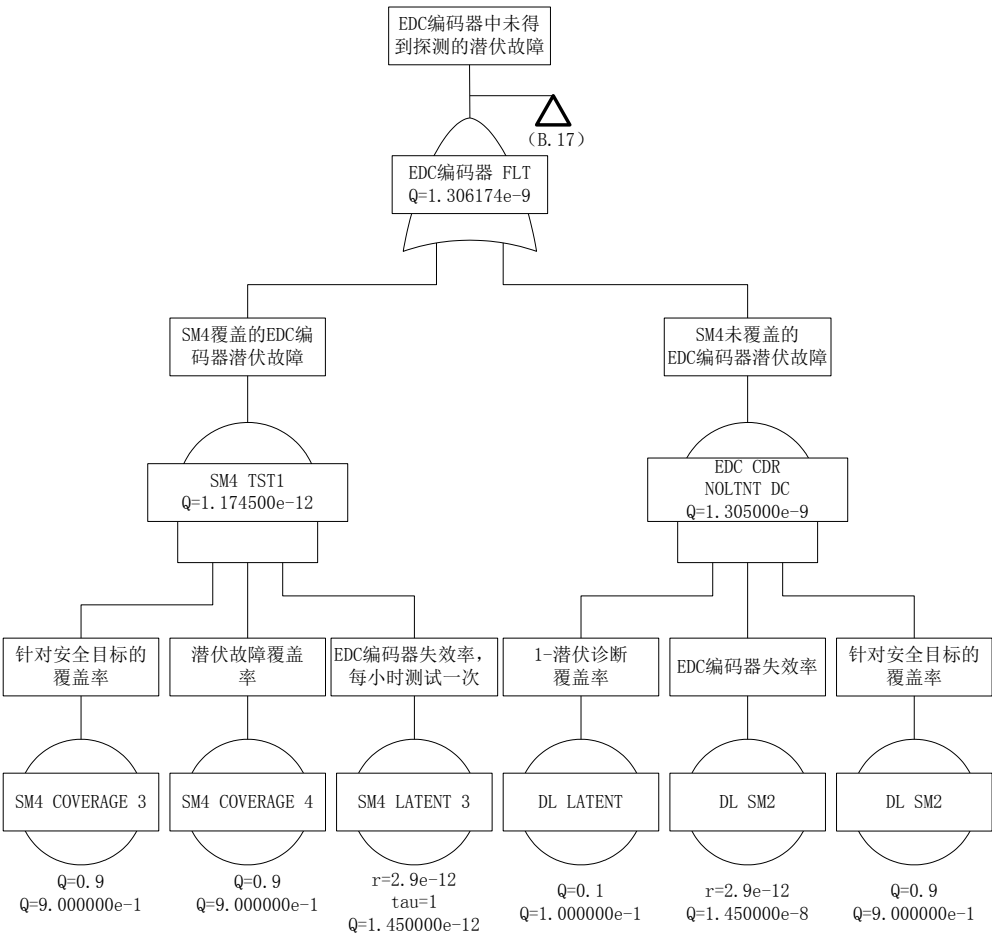 EDC编码器中未得
到探测的潜伏故障
(B.17)
EDC编码器 FLT
Q=1.306174e-9
SM4覆盖的EDC编
码器潜伏故障
SM4未覆盖的
EDC编码器潜伏故障
SM4 TST1
Q=1.174500e-12
EDC CDR
NOLTNT DC
Q=1.305000e-9
针对安全目标的
覆盖率
潜伏故障覆盖
率
EDC编码器失效率，
每小时测试一次
1-潜伏诊断
覆盖率
EDC编码器失效率
针对安全目标的
覆盖率
SM4 COVERAGE 3
SM4 COVERAGE 4
SM4 LATENT 3
DL LATENT
DL SM2
DL SM2
Q=0.9
Q=9.000000e-1
Q=0.9
Q=9.000000e-1
r=2.9e-12
tau=1
Q=1.450000e-12
Q=0.1
Q=1.000000e-1
r=2.9e-12
Q=1.450000e-8
Q=0.9
Q=9.000000e-1